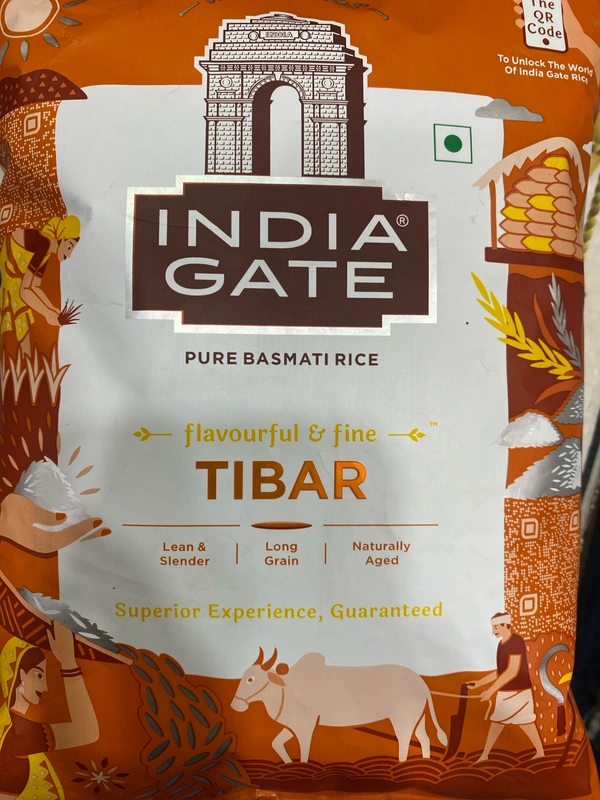 The
QR
Code
To Unlock The World
Of India Gate Rice
INDIA
INDIA®
GATE
PURE BASMATI RICE
flavourful & fine™
TIBAR
Lean & Slender
Long Grain
Naturally Aged
Superior Experience, Guaranteed